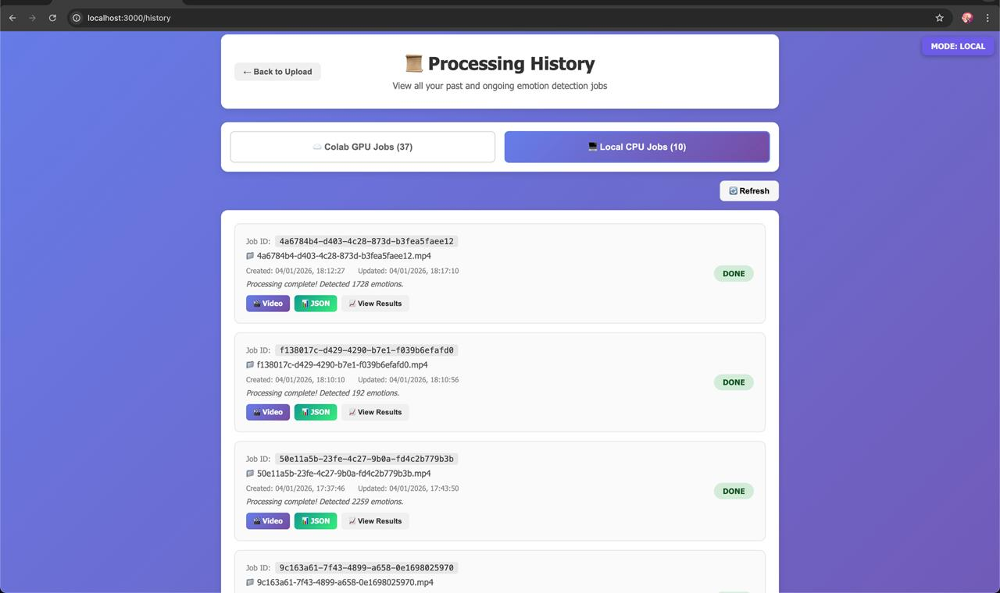 localhost:3000/history
MODE: LOCAL
← Back to Upload
Processing History
View all your past and ongoing emotion detection jobs
Colab GPU Jobs (37)
Local CPU Jobs (10)
Refresh
Job ID: 4a6784b4-d403-4c28-873d-b3fea5faee12
4a6784b4-d403-4c28-873d-b3fea5faee12.mp4
Created: 04/01/2026, 18:12:27 Updated: 04/01/2026, 18:17:10
DONE
Processing complete! Detected 1728 emotions.
Video JSON View Results
Job ID: f138017c-d429-4290-b7e1-f039b6efafd0
f138017c-d429-4290-b7e1-f039b6efafd0.mp4
Created: 04/01/2026, 18:10:10 Updated: 04/01/2026, 18:10:56
DONE
Processing complete! Detected 192 emotions.
Video JSON View Results
Job ID: 50e11a5b-23fe-4c27-9b0a-fd4c2b779b3b
50e11a5b-23fe-4c27-9b0a-fd4c2b779b3b.mp4
Created: 04/01/2026, 17:37:46 Updated: 04/01/2026, 17:43:50
DONE
Processing complete! Detected 2259 emotions.
Video JSON View Results
Job ID: 9c163a61-7f43-4899-a658-0e1698025970
9c163a61-7f43-4899-a658-0e1698025970.mp4